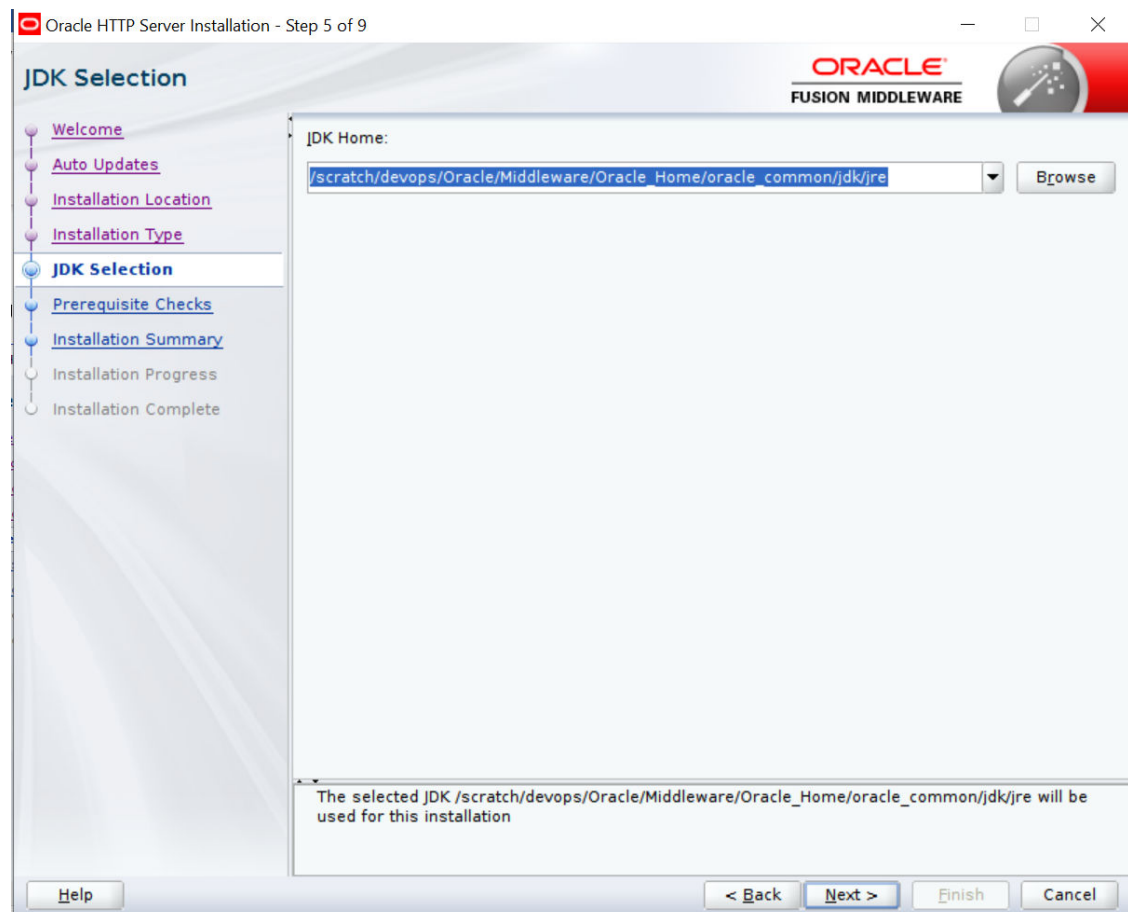 Oracle HTTP Server Installation - Step 5 of 9
JDK Selection
ORACLE
FUSION MIDDLEWARE
Welcome
Auto Updates
Installation Location
Installation Type
JDK Selection
Prerequisite Checks
Installation Summary
Installation Progress
Installation Complete
JDK Home:
/scratch/devops/Oracle/Middleware/Oracle_Home/oracle_common/jdk/jre
Browse
The selected JDK /scratch/devops/Oracle/Middleware/Oracle_Home/oracle_common/jdk/jre will be
used for this installation
Help
< Back
Next >
Finish
Cancel